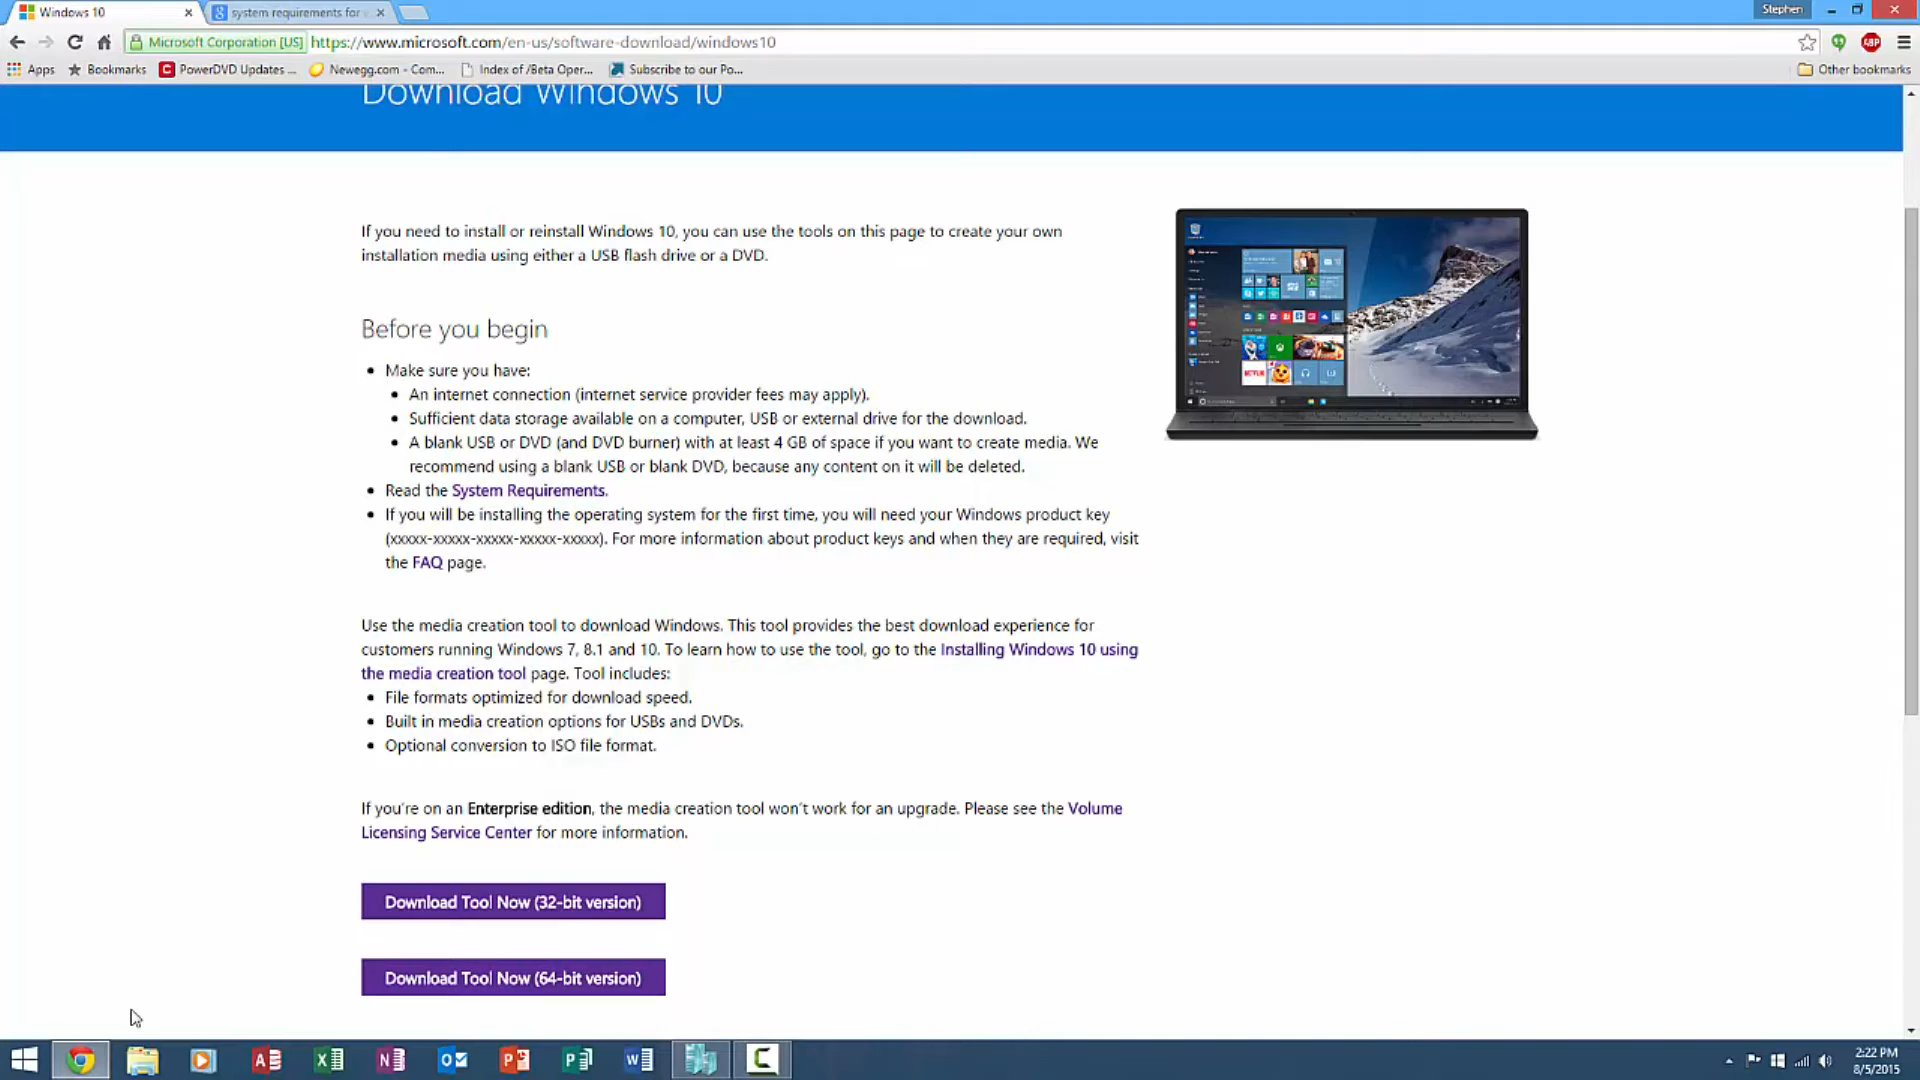 Windows 10
system requirements for
Stephen
Microsoft Corporation [US] https://www.microsoft.com/en-us/software-download/windows10
ABP
Apps Bookmarks PowerDVD Updates ... Newegg.com - Com... Index of /Beta Oper... Subscribe to our Po... Other bookmarks
Download Windows 10
If you need to install or reinstall Windows 10, you can use the tools on this page to create your own
installation media using either a USB flash drive or a DVD.
Before you begin
Make sure you have:
An internet connection (internet service provider fees may apply).
Sufficient data storage available on a computer, USB or external drive for the download.
A blank USB or DVD (and DVD burner) with at least 4 GB of space if you want to create media. We
recommend using a blank USB or blank DVD, because any content on it will be deleted.
Read the System Requirements.
If you will be installing the operating system for the first time, you will need your Windows product key
(xxxxx-xxxxx-xxxxx-xxxxx-xxxxx). For more information about product keys and when they are required, visit
the FAQ page.
Use the media creation tool to download Windows. This tool provides the best download experience for
customers running Windows 7, 8.1 and 10. To learn how to use the tool, go to the Installing Windows 10 using
the media creation tool page. Tool includes:
File formats optimized for download speed.
Built in media creation options for USBs and DVDs.
Optional conversion to ISO file format.
If you're on an Enterprise edition, the media creation tool won't work for an upgrade. Please see the Volume
Licensing Service Center for more information.
Download Tool Now (32-bit version)
Download Tool Now (64-bit version)
2:22 PM
8/5/2015